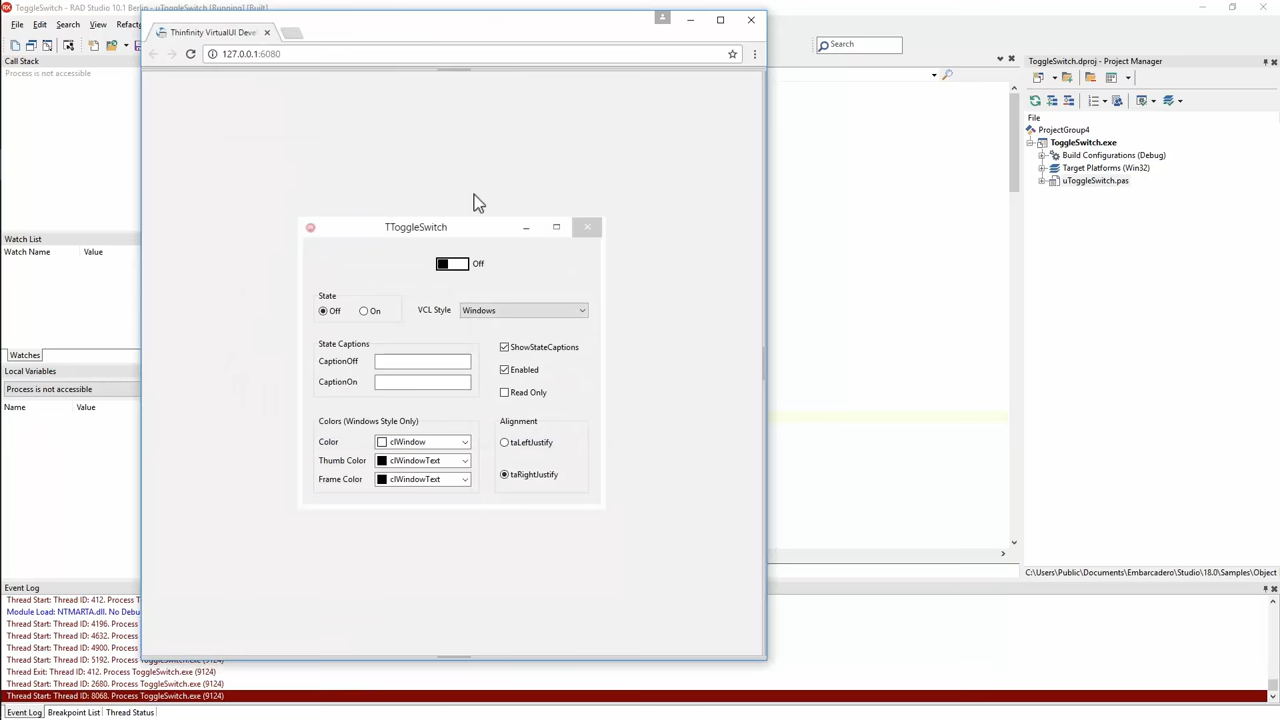 ToggleSwitch - RAD Studio 10.1 Berlin - uToggleSwitch [Running] [Built]
File Edit Search View Refact
Call Stack
Process is not accessible
Watch List
Watch Name Value
Watches
Local Variables
Process is not accessible
Name Value
Thinfinity VirtualUI Deve
127.0.0.1:6080
TToggleSwitch
Off
State
Off On
VCL Style Windows
State Captions
CaptionOff
CaptionOn
ShowStateCaptions
Enabled
Read Only
Colors (Windows Style Only)
Color clWindow
Thumb Color clWindowText
Frame Color clWindowText
Alignment
taLeftJustify
taRightJustify
Search
ToggleSwitch.dproj - Project Manager
File
ProjectGroup4
ToggleSwitch.exe
Build Configurations (Debug)
Target Platforms (Win32)
uToggleSwitch.pas
C:\Users\Public\Documents\Embarcadero\Studio\18.0\Samples\Object
Event Log
Thread Start: Thread ID: 412. Process T
Module Load: NTMARTA.dll. No Debu
Thread Start: Thread ID: 4196. Process
Thread Start: Thread ID: 4632. Process
Thread Start: Thread ID: 4900. Process
Thread Start: Thread ID: 5192. Process ToggleSwitch.exe (9124)
Thread Exit: Thread ID: 412. Process ToggleSwitch.exe (9124)
Thread Start: Thread ID: 2680. Process ToggleSwitch.exe (9124)
Thread Start: Thread ID: 8068. Process ToggleSwitch.exe (9124)
Event Log Breakpoint List Thread Status